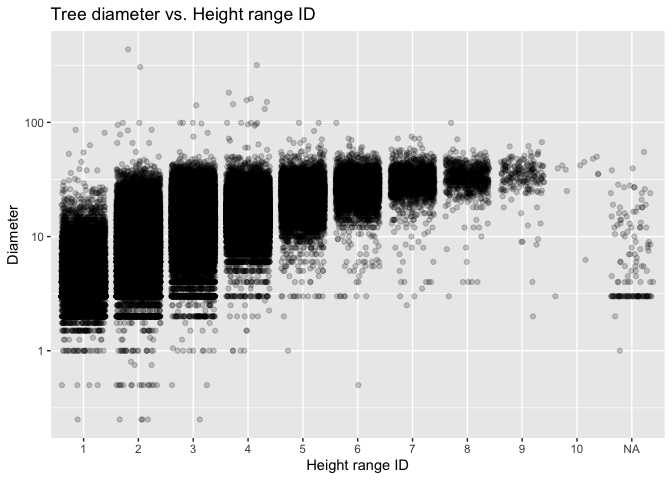 Tree diameter vs. Height range ID
100
10
1
Diameter
1 2 3 4 5 6 7 8 9 10 NA
Height range ID